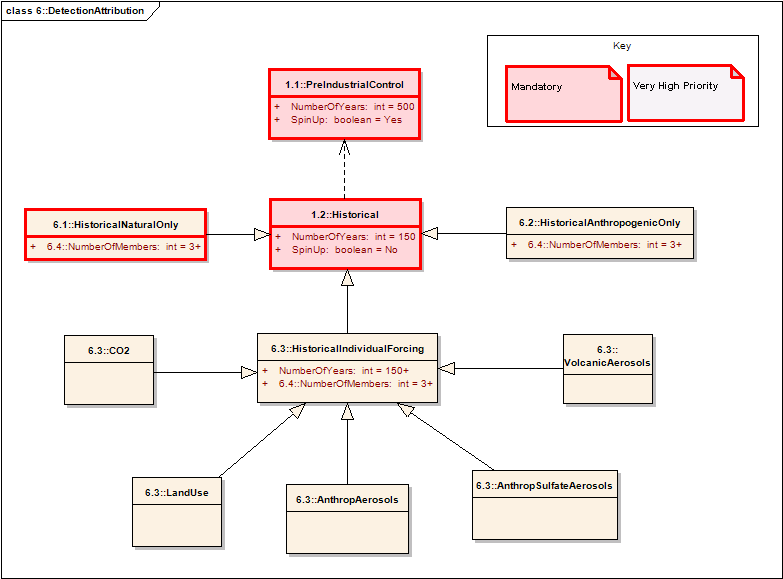 class 6::DetectionAttribution
Key
Mandatory
Very High Priority
1.1::PreIndustrialControl
+ NumberOfYears: int = 500
+ SpinUp: boolean = Yes
6.1::HistoricalNaturalOnly
+ 6.4::NumberOfMembers: int = 3+
1.2::Historical
+ NumberOfYears: int = 150
+ SpinUp: boolean = No
6.2::HistoricalAnthropogenicOnly
+ 6.4::NumberOfMembers: int = 3+
6.3::CO2
6.3::HistoricalIndividualForcing
+ NumberOfYears: int = 150+
+ 6.4::NumberOfMembers: int = 3+
6.3::
VolcanicAerosols
6.3::LandUse
6.3::AnthropAerosols
6.3::AnthropSulfateAerosols